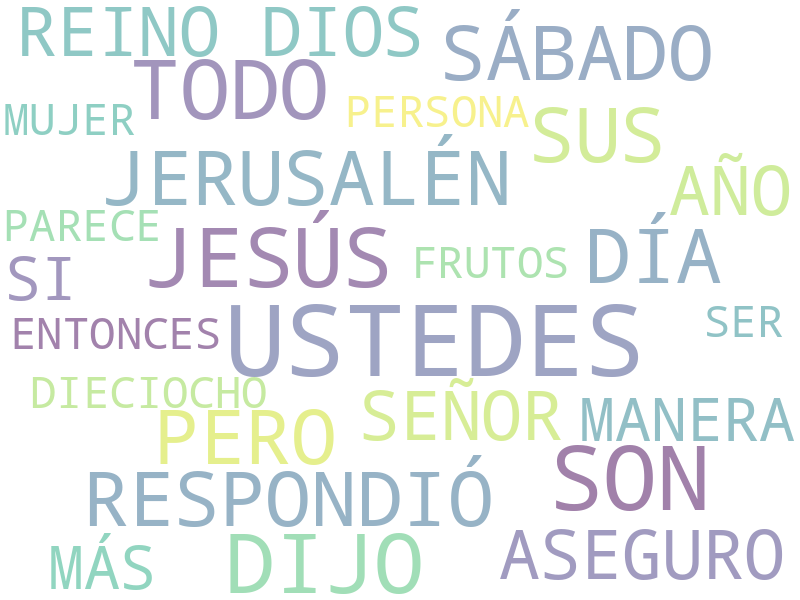 REINO DIOS
SÁBADO
TODO
MUJER
PERSONA
SUS
JERUSALÉN
AÑO
PARECE
JESÚS
DÍA
FRUTOS
SI
ENTONCES
USTEDES
SER
DIECIOCHO
PERO
SEÑOR
MANERA
RESPONDIÓ
SON
MÁS
DIJO
ASEGURO